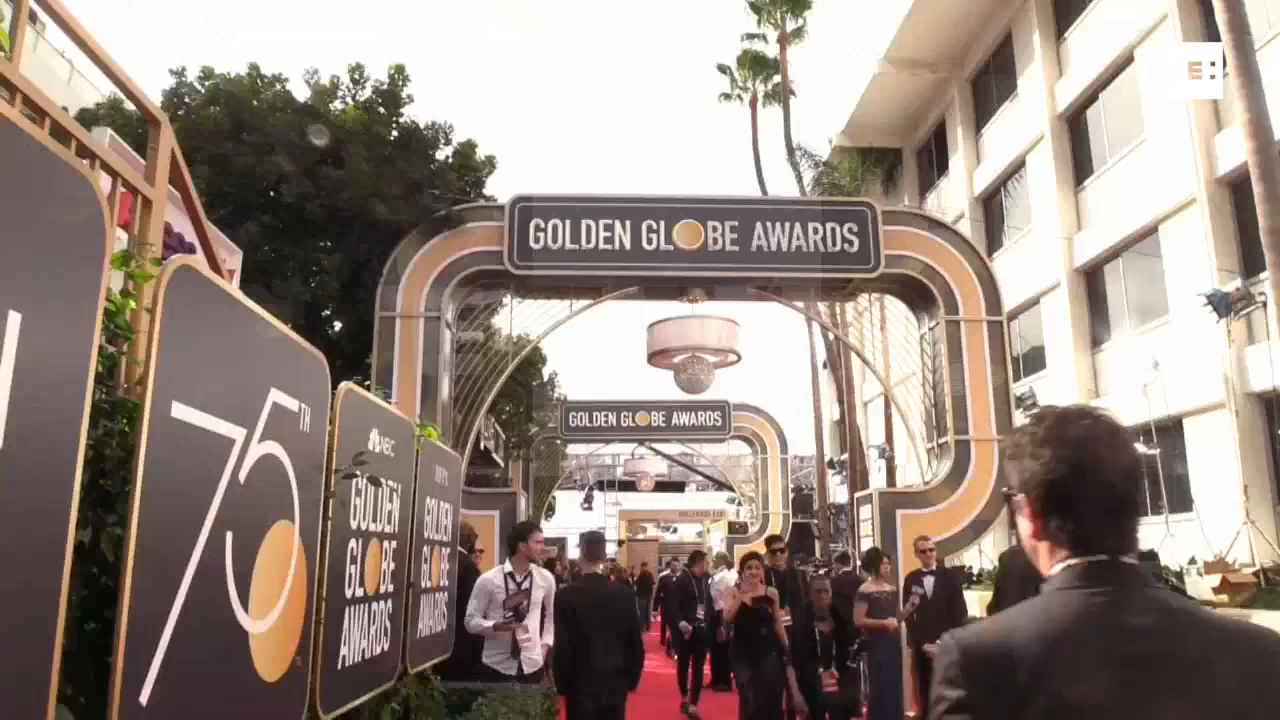 GOLDEN GLOBE AWARDS
GOLDEN GLOBE AWARDS
75TH
NBC
GOLDEN
GLOBE
AWARDS
GOLDEN
GLOBE
AWARDS